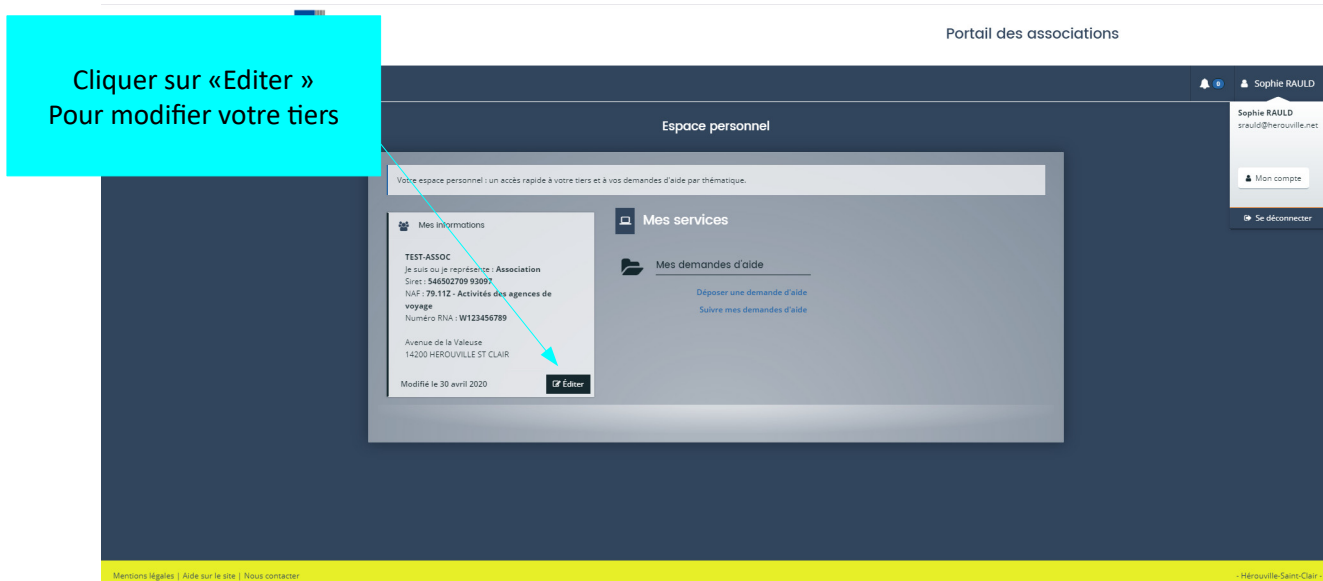 Portail des associations
Cliquer sur «Editer »
Pour modifier votre tiers
0
Sophie RAULD
Sophie RAULD
srauld@herouville.net
Mon compte
Se déconnecter
Espace personnel
Votre espace personnel : un accès rapide à votre tiers et à vos demandes d'aide par thématique.
Mes informations
TEST-ASSOC
Je suis ou je représente : Association
Siret : 546502709 93097
NAF : 79.11Z - Activités des agences de
voyage
Numéro RNA : W123456789
Avenue de la Valeuse
14200 HEROUVILLE ST CLAIR
Modifié le 30 avril 2020
Éditer
Mes services
Mes demandes d'aide
Déposer une demande d'aide
Suivre mes demandes d'aide
Mentions légales | Aide sur le site | Nous contacter
- Hérouville-Saint-Clair -